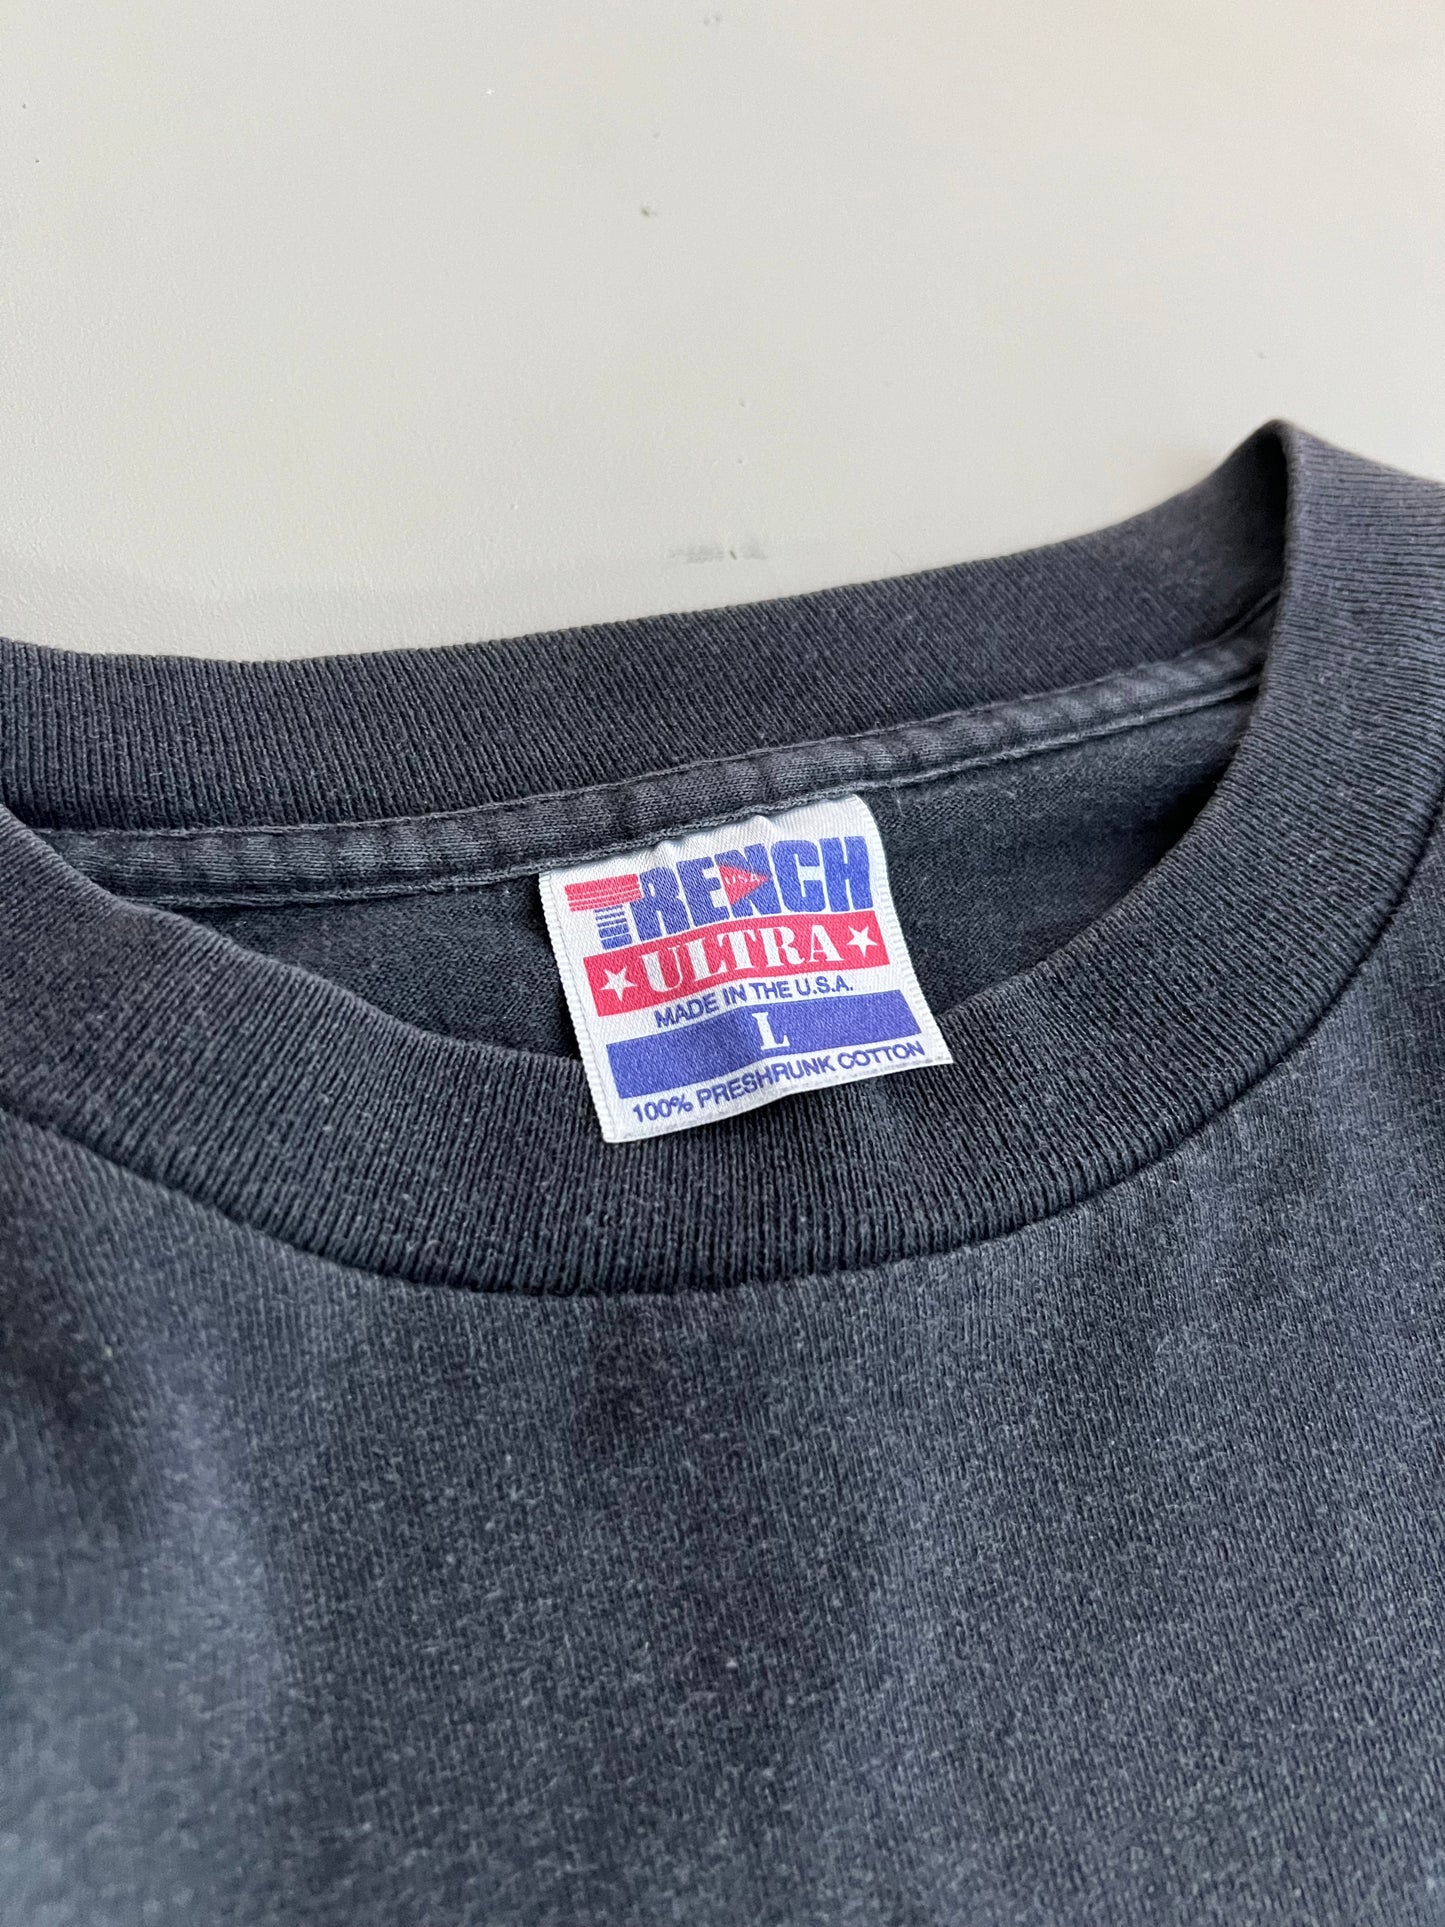 TRENCH
USA
ULTRA
MADE IN THE U.S.A.
L
100% PRESHRUNK COTTON